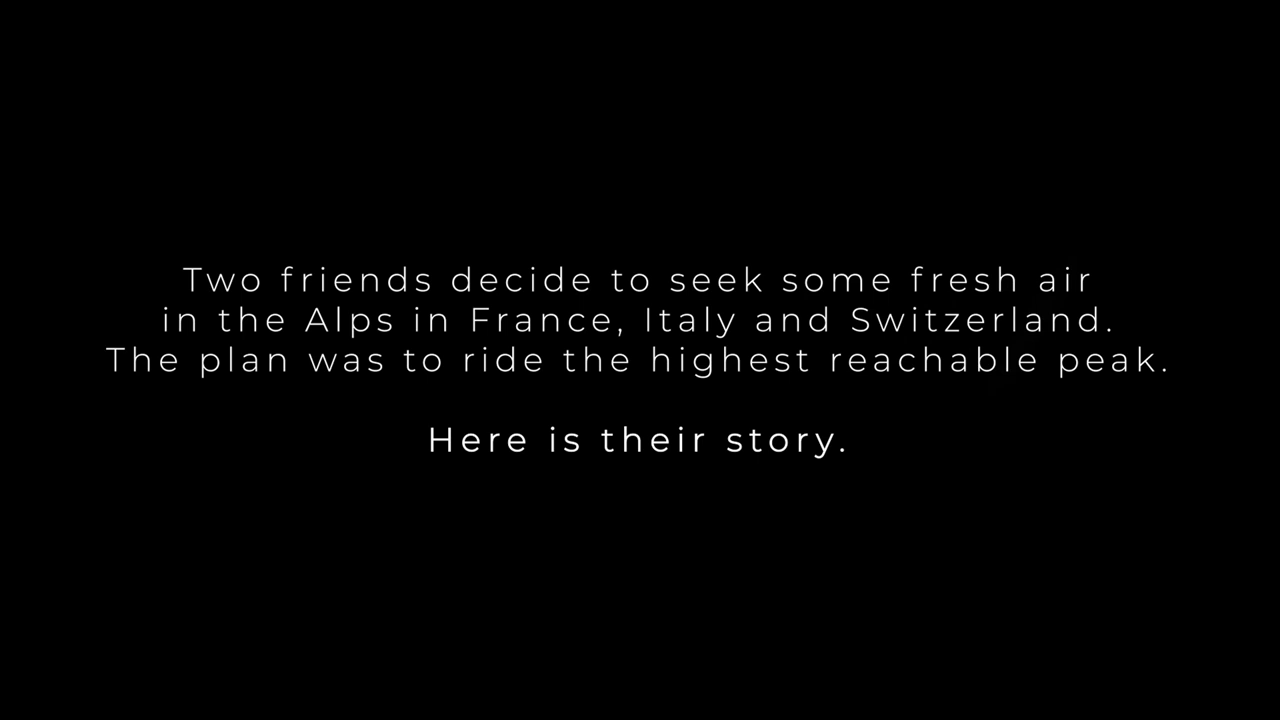 Two friends decide to seek some fresh air
in the Alps in France, Italy and Switzerland.
The plan was to ride the highest reachable peak.
Here is their story.